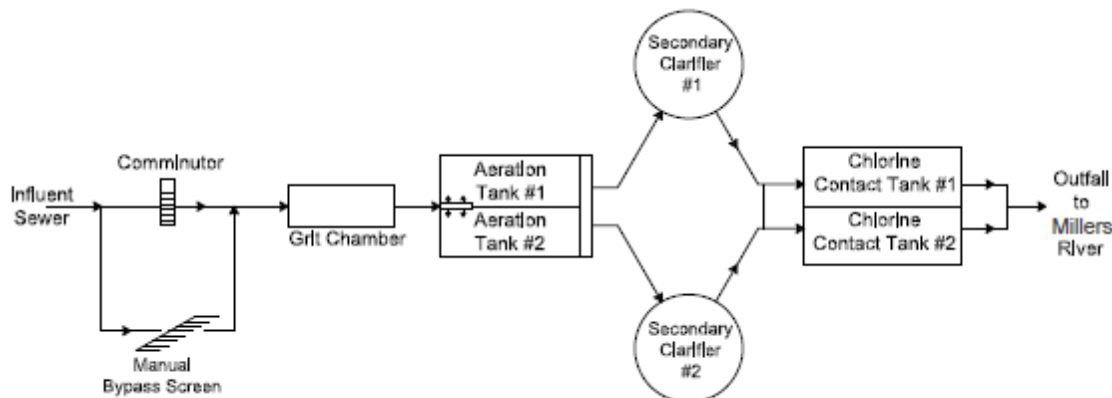 Influent
Sewer
Comminutor
Manual
Bypass Screen
Grit Chamber
Aeration
Tank #1
Aeration
Tank #2
Secondary
Clarifier
#1
Secondary
Clarifier
#2
Chlorine
Contact Tank #1
Chlorine
Contact Tank #2
Outfall
to
Millers
River